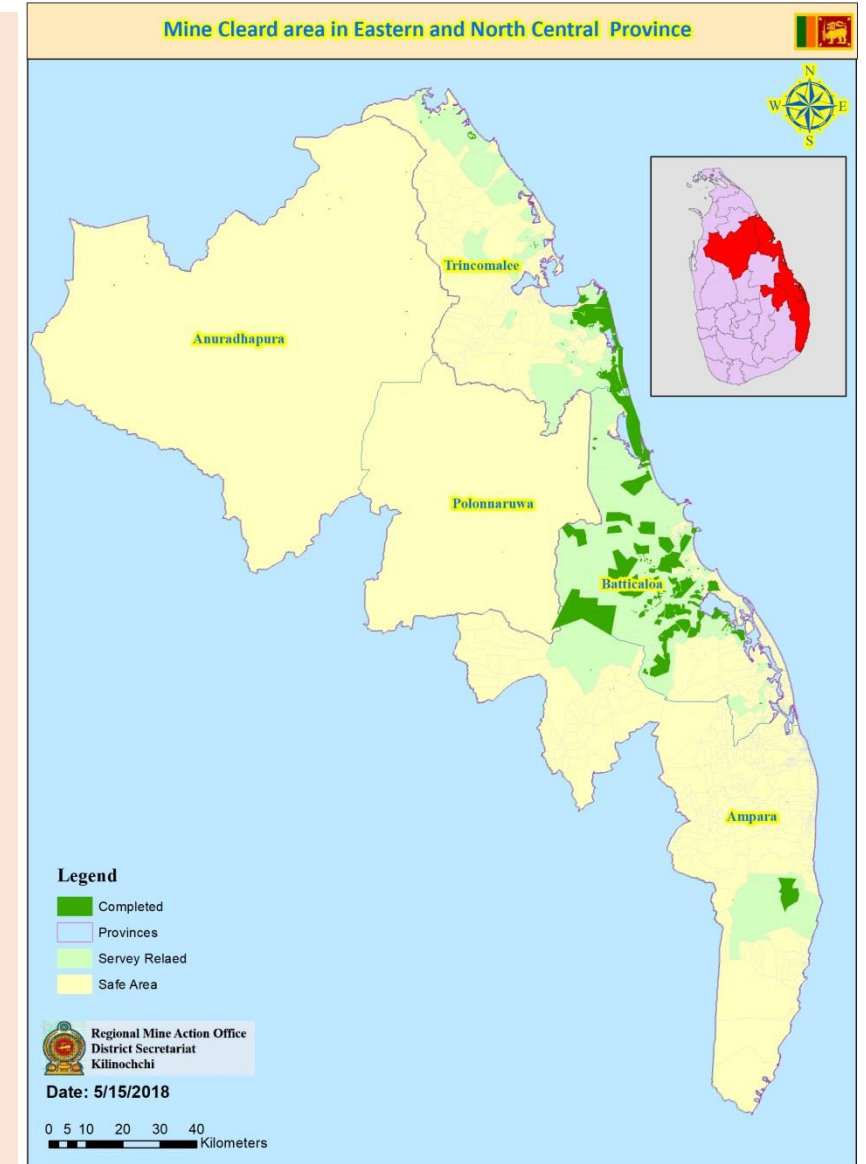 Mine Cleard area in Eastern and North Central Province
N
W
E
S
Trincomalee
Anuradhapura
Polonnaruwa
Batticaloa
Ampara
Legend
Completed
Provinces
Servey Relaed
Safe Area
Regional Mine Action Office
District Secretariat
Kilinochchi
Date: 5/15/2018
0 5 10 20 30 40
Kilometers